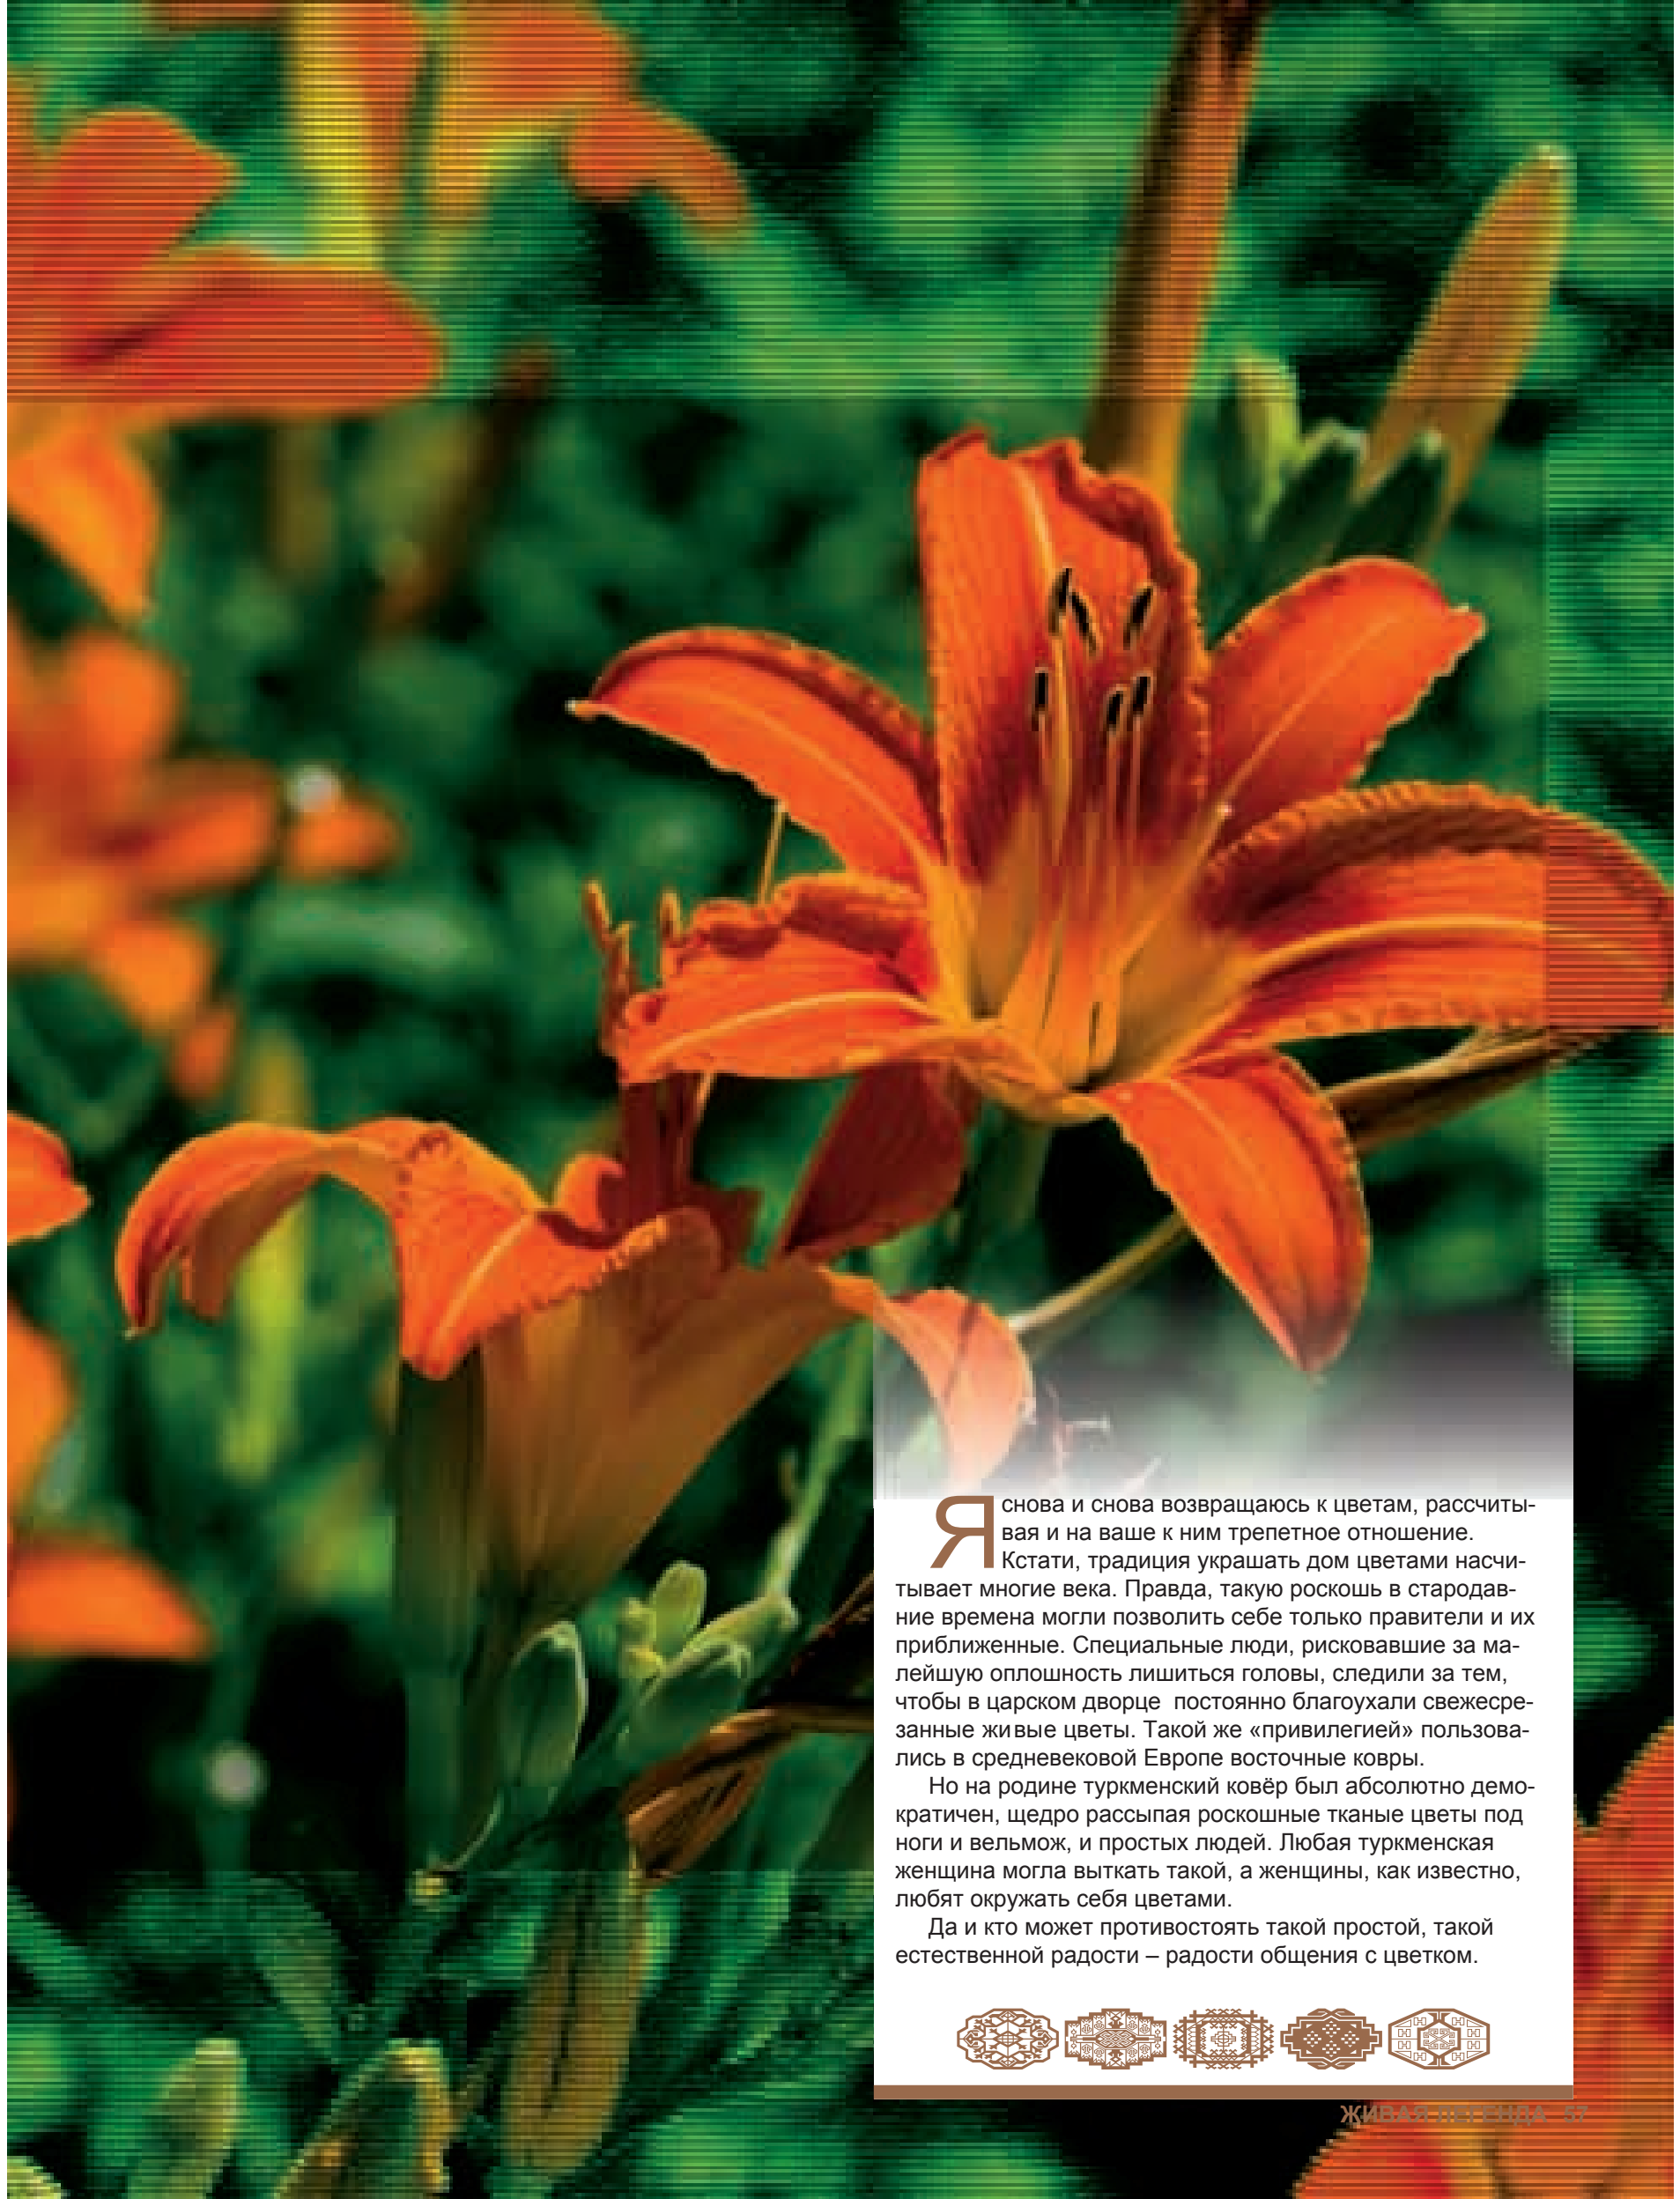 Я снова и снова возвращаюсь к цветам, рассчиты-
вая и на ваше к ним трепетное отношение.
Кстати, традиция украшать дом цветами насчи-
тывает многие века. Правда, такую роскошь в стародав-
ние времена могли позволить себе только правители и их
приближенные. Специальные люди, рисковавшие за ма-
лейшую оплошность лишиться головы, следили за тем,
чтобы в царском дворце постоянно благоухали свежесре-
занные живые цветы. Такой же «привилегией» пользова-
лись в средневековой Европе восточные ковры.
Но на родине туркменский ковёр был абсолютно демо-
кратичен, щедро рассыпая роскошные тканые цветы под
ноги и вельмож, и простых людей. Любая туркменская
женщина могла выткать такой, а женщины, как известно,
любят окружать себя цветами.
Да и кто может противостоять такой простой, такой
естественной радости – радости общения с цветком.
ЖИВАЯ ЛЕГЕНДА 57